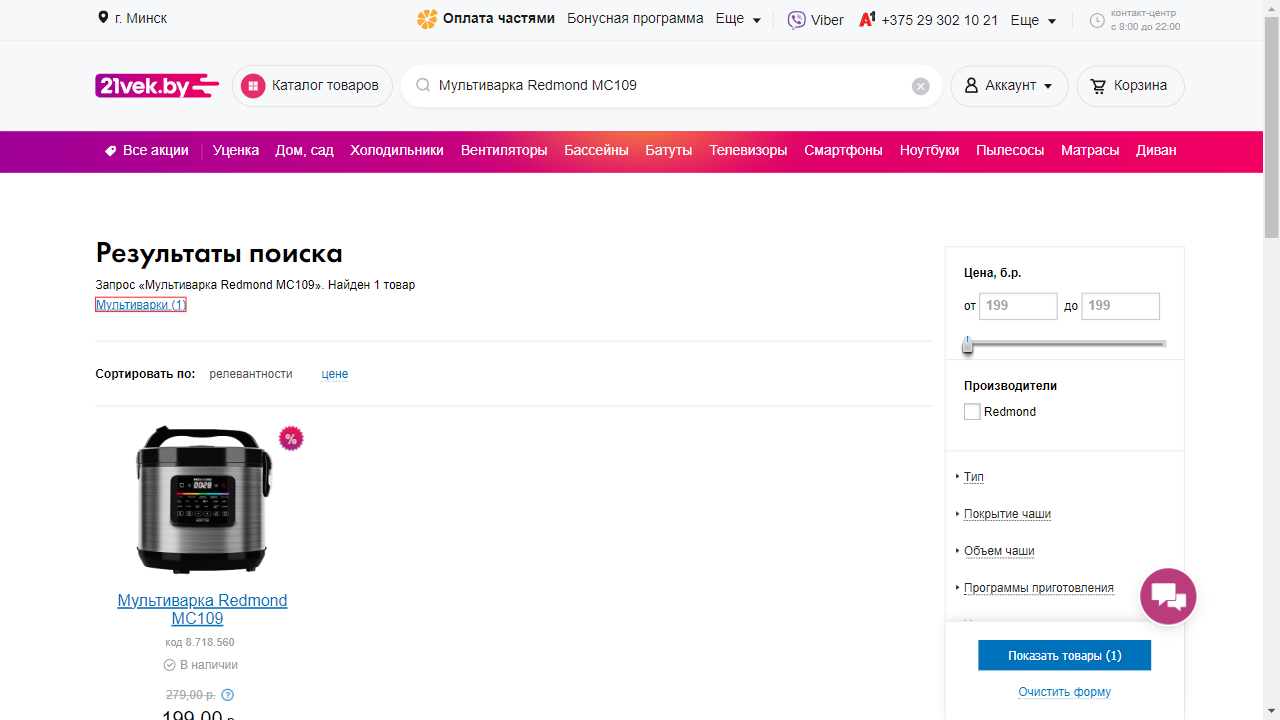 г. Минск
Оплата частями Бонусная программа Еще Viber +375 29 302 10 21 Еще
контакт-центр
с 8:00 до 22:00
21vek.by Каталог товаров Мультиварка Redmond MC109 Аккаунт Корзина
Все акции Уценка Дом, сад Холодильники Вентиляторы Бассейны Батуты Телевизоры Смартфоны Ноутбуки Пылесосы Матрасы Диван
Результаты поиска
Запрос «Мультиварка Redmond MC109». Найден 1 товар
Мультиварки (1)
Сортировать по: релевантности цене
%
Мультиварка Redmond
MC109
код 8.718.560
В наличии
279,00 р. ?
199,00 р.
Цена, б.р.
от 199 до 199
Производители
Redmond
Тип
Покрытие чаши
Объем чаши
Программы приготовления
Показать товары (1)
Очистить форму